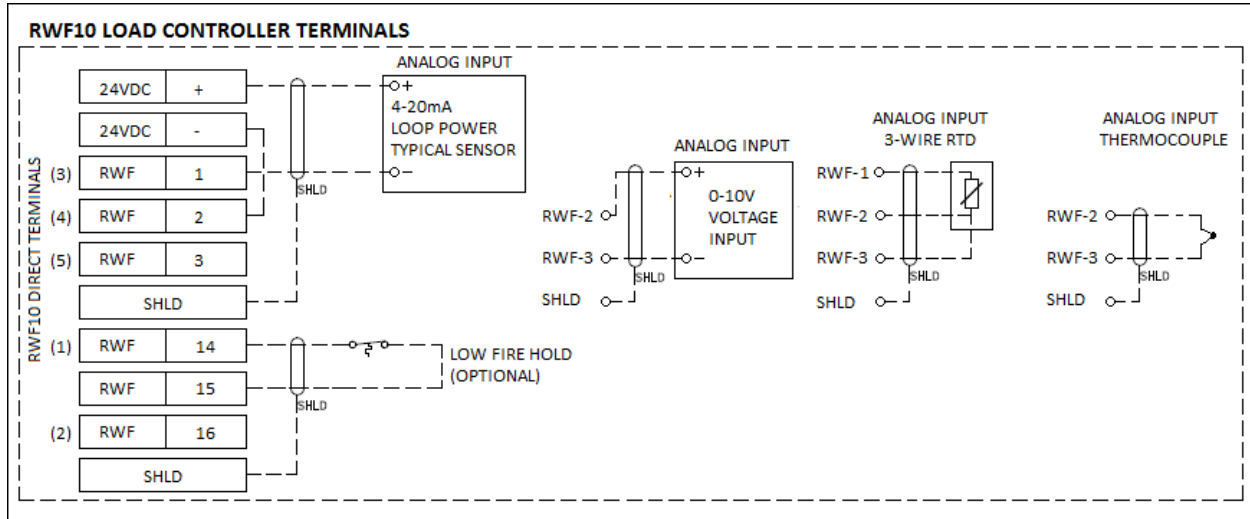 RWF10 LOAD CONTROLLER TERMINALS
RWF10 DIRECT TERMINALS
24VDC +
24VDC -
(3) RWF 1
(4) RWF 2
(5) RWF 3
SHLD
(1) RWF 14
RWF 15
(2) RWF 16
SHLD
ANALOG INPUT
+
4-20mA
LOOP POWER
TYPICAL SENSOR
-
SHLD
LOW FIRE HOLD
(OPTIONAL)
SHLD
ANALOG INPUT
+
0-10V
VOLTAGE
INPUT
-
RWF-2
RWF-3
SHLD
SHLD
ANALOG INPUT
3-WIRE RTD
RWF-1
RWF-2
RWF-3
SHLD
SHLD
ANALOG INPUT
THERMOCOUPLE
RWF-2
RWF-3
SHLD
SHLD